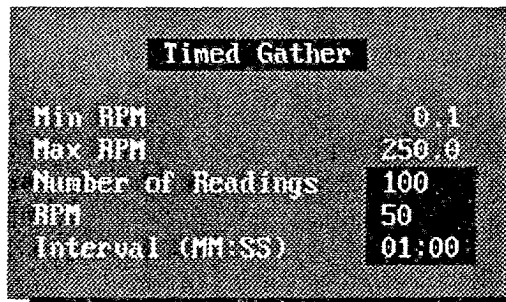 Timed Gather
Min RPM 0.1
Max RPM 250.0
Number of Readings 100
RPM 50
Interval (MM:SS) 01:00